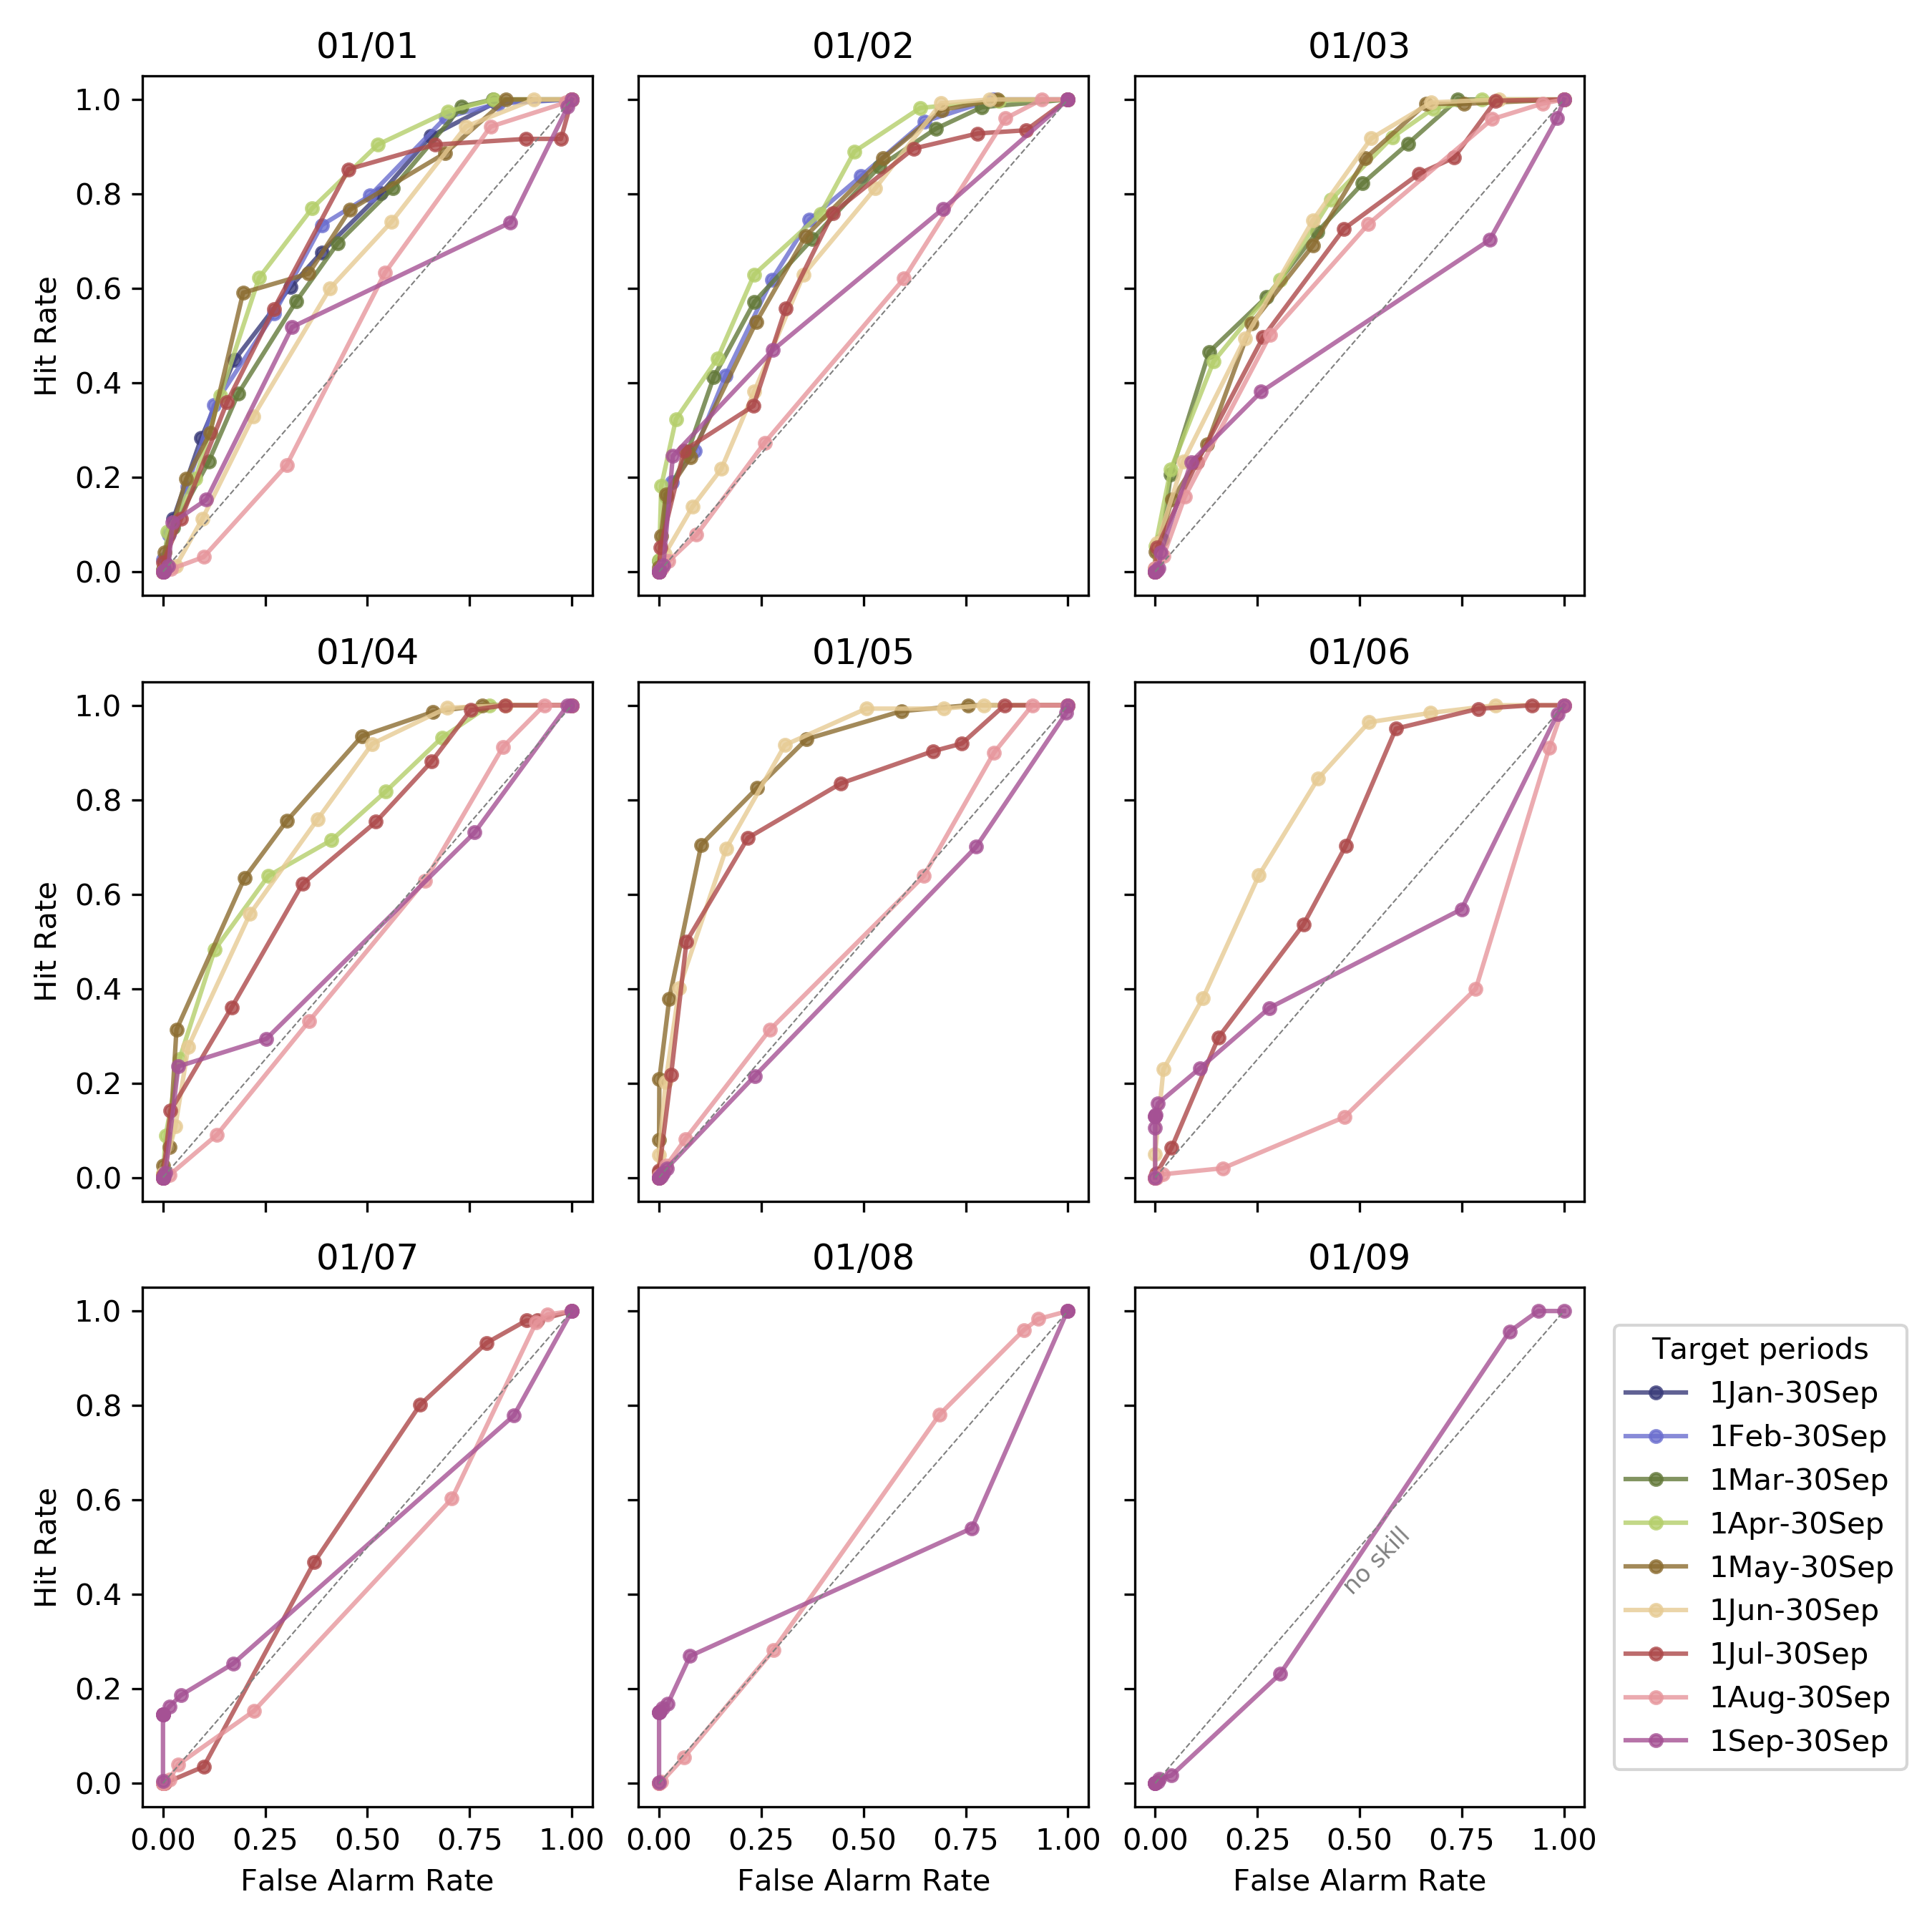 01/01
01/02
01/03
1.0
0.8
0.6
0.4
0.2
0.0
Hit Rate
01/04
01/05
01/06
1.0
0.8
0.6
0.4
0.2
0.0
Hit Rate
01/07
01/08
01/09
1.0
0.8
0.6
0.4
0.2
0.0
Hit Rate
no skill
0.00 0.25 0.50 0.75 1.00
0.00 0.25 0.50 0.75 1.00
0.00 0.25 0.50 0.75 1.00
False Alarm Rate
False Alarm Rate
False Alarm Rate
Target periods
1Jan-30Sep
1Feb-30Sep
1Mar-30Sep
1Apr-30Sep
1May-30Sep
1Jun-30Sep
1Jul-30Sep
1Aug-30Sep
1Sep-30Sep